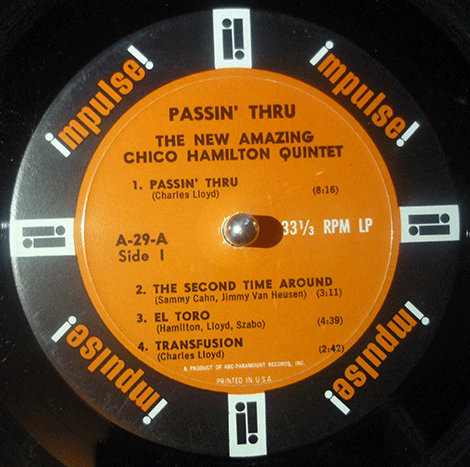 impulse!
impulse!
PASSIN' THRU
THE NEW AMAZING
CHICO HAMILTON QUINTET
1. PASSIN' THRU (8:16)
(Charles Lloyd)
A-29-A
33 1/3 RPM LP
Side 1
2. THE SECOND TIME AROUND
(Sammy Cahn, Jimmy Van Heusen) (3:11)
3. EL TORO (4:39)
(Hamilton, Lloyd, Szabo)
4. TRANSFUSION (2:42)
(Charles Lloyd)
A PRODUCT OF ABC-PARAMOUNT RECORDS, INC.
PRINTED IN U.S.A.
impulse!
impulse!